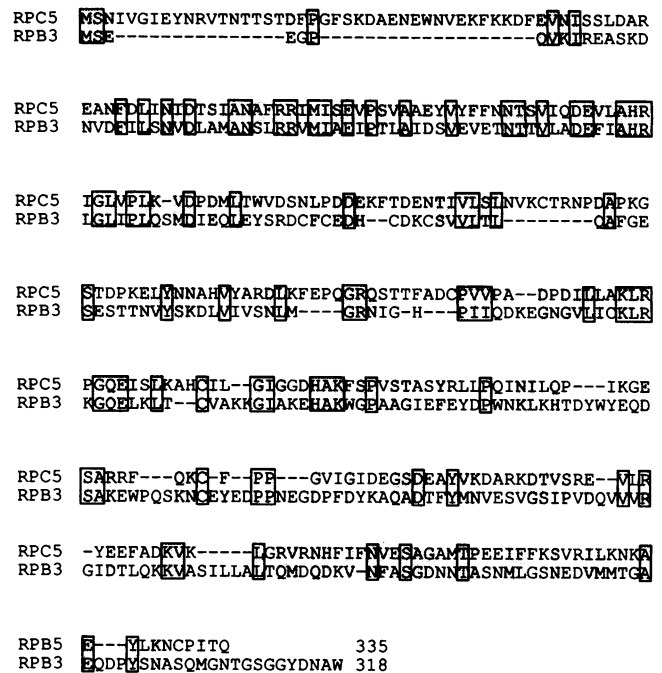 RPC5 MSNIVGIEYNRVTNTTSTDFPGFSKDAENEWNVEKFKKDFEVNISSLDAR
RPB3 MSE--------------EGP------------------QVKIREASKD
RPC5 EANFDLINIDTSIANAFRRIMISEVPSVAAEYVYFFNNTSVIQDEVLAHR
RPB3 NVDFILSNVDLAMANSLRRVMIAEIPTLAIDSVEVETNTTVLADEFIAHR
RPC5 IGLVPLK-VDPDMLTWVDSNLPDDEKFTDENTIVLSLNVKCTRNPDAPKG
RPB3 LGLIPLQSMDIEQLEYSRDCFCEDH--CDKCSVVLTL---------QAFGE
RPC5 STDPKELYNNAHVYARDLKFEPQGRQSTTFADCPVVPA--DPDILLAKLR
RPB3 SESTTNVYSKDLVIVSNLM----GRNIG-H---PIIQDKEGNGVLICKLR
RPC5 PGQEISLKAHCIL--GIGGDHAKFSPVSTASYRLLPQINILQP---IKGE
RPB3 KGQELKLT--CVAKKGIAKEHAKWGPAAGIEFEYDPWNKLKHTDYWYEQD
RPC5 SARRF---QKC-F--PP---GVIGIDEGSDEAYVKDARKDTVSRE--VLR
RPB3 SAKEWPQSKNCEYEDPPNEGDPFDYKAQADTFYMNVESVGSIPVDQVVVR
RPC5 -YEEFADKVK-----LGRVRNHFIFNVESAGAMTPEEIFFKSVRILKNKA
RPB3 GIDTLQKKVASILLALTQMDQDKV--NFASGDNNTASNMLGSNEDVMMTGA
RPB5 E---YLKNCPITQ 335
RPB3 EQDPYSNASQMGNTGSGGYDNAW 318